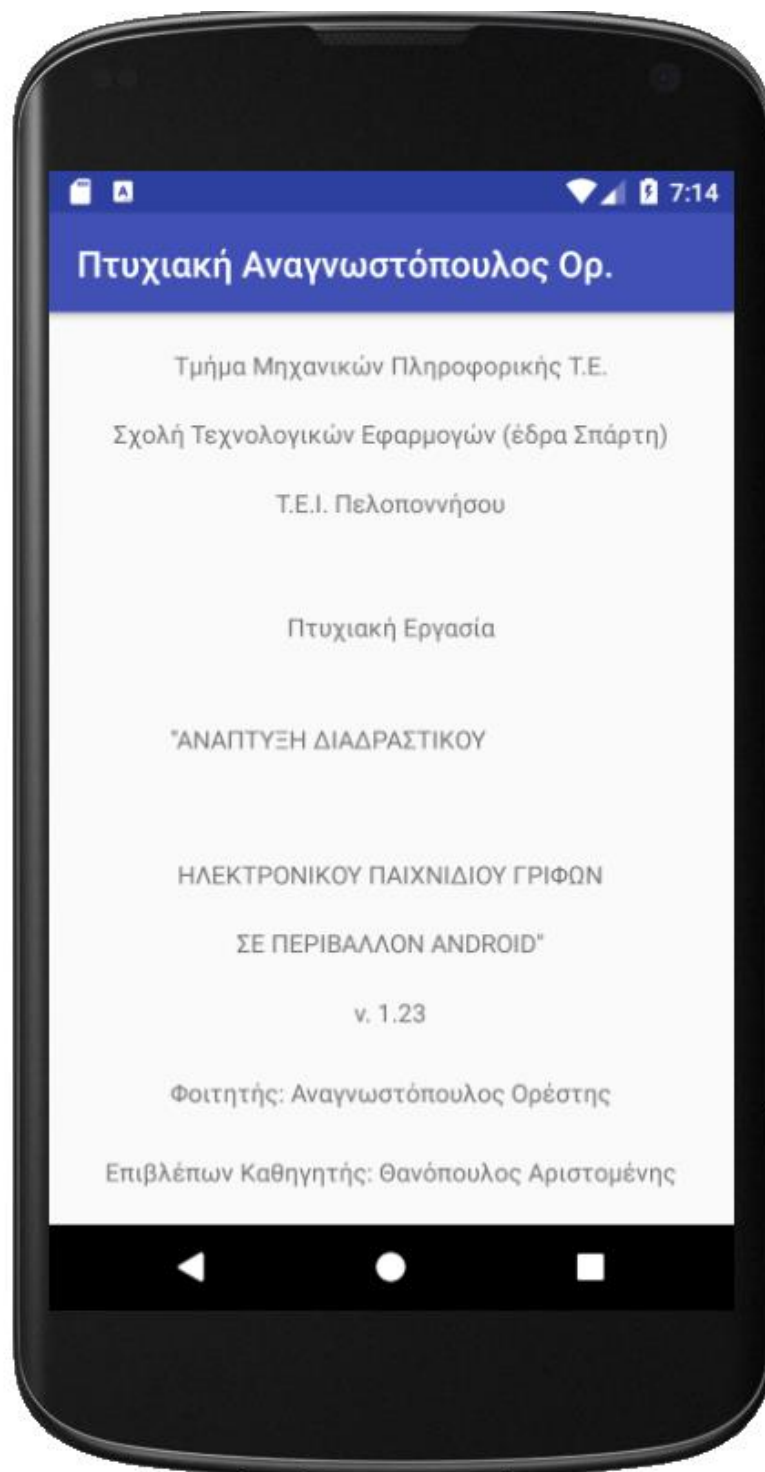 7:14
Πτυχιακή Αναγνωστόπουλος Ορ.
Τμήμα Μηχανικών Πληροφορικής Τ.Ε.
Σχολή Τεχνολογικών Εφαρμογών (έδρα Σπάρτη)
Τ.Ε.Ι. Πελοποννήσου
Πτυχιακή Εργασία
"ΑΝΑΠΤΥΞΗ ΔΙΑΔΡΑΣΤΙΚΟΥ
ΗΛΕΚΤΡΟΝΙΚΟΥ ΠΑΙΧΝΙΔΙΟΥ ΓΡΙΦΩΝ
ΣΕ ΠΕΡΙΒΑΛΛΟΝ ANDROID"
v. 1.23
Φοιτητής: Αναγνωστόπουλος Ορέστης
Επιβλέπων Καθηγητής: Θανόπουλος Αριστομένης